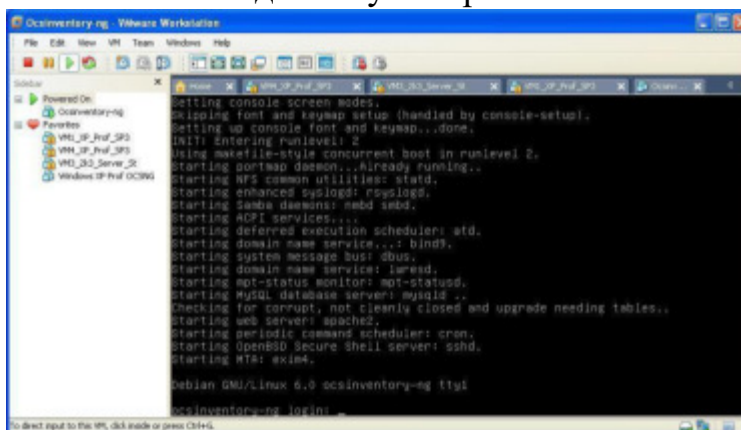 Ocsinventory-ng - VMware Workstation
File Edit View VM Team Windows Help
Sidebar
Powered On
Ocsinventory-ng
Favorites
VM1_XP_Prof_SP3
VM4_XP_Prof_SP3
VM3_2k3_Server_St
Windows XP Prof OCSNG
Home VM4_XP_Prof_SP3 VM3_2k3_Server_St VM1_XP_Prof_SP3
Setting console screen modes.
Skipping font and keymap setup (handled by console-setup).
Setting up console font and keymap...done.
INIT: Entering runlevel: 2
Using makefile-style concurrent boot in runlevel 2.
Starting portmap daemon...Already running..
Starting NFS common utilities: statd.
Starting enhanced syslogd: rsyslogd.
Starting Samba daemons: nmbd smbd.
Starting ACPI services....
Starting deferred execution scheduler: atd.
Starting domain name service...: bind9.
Starting system message bus: dbus.
Starting domain name service: lwresd.
Starting mpt-status monitor: mpt-statusd.
Starting MySQL database server: mysqld ..
Checking for corrupt, not cleanly closed and upgrade needing tables..
Starting web server: apache2.
Starting periodic command scheduler: cron.
Starting OpenBSD Secure Shell server: sshd.
Starting MTA: exim4.
Debian GNU/Linux 6.0 ocsinventory-ng tty1
ocsinventory-ng login: _
To direct input to this VM, click inside or press Ctrl+G.